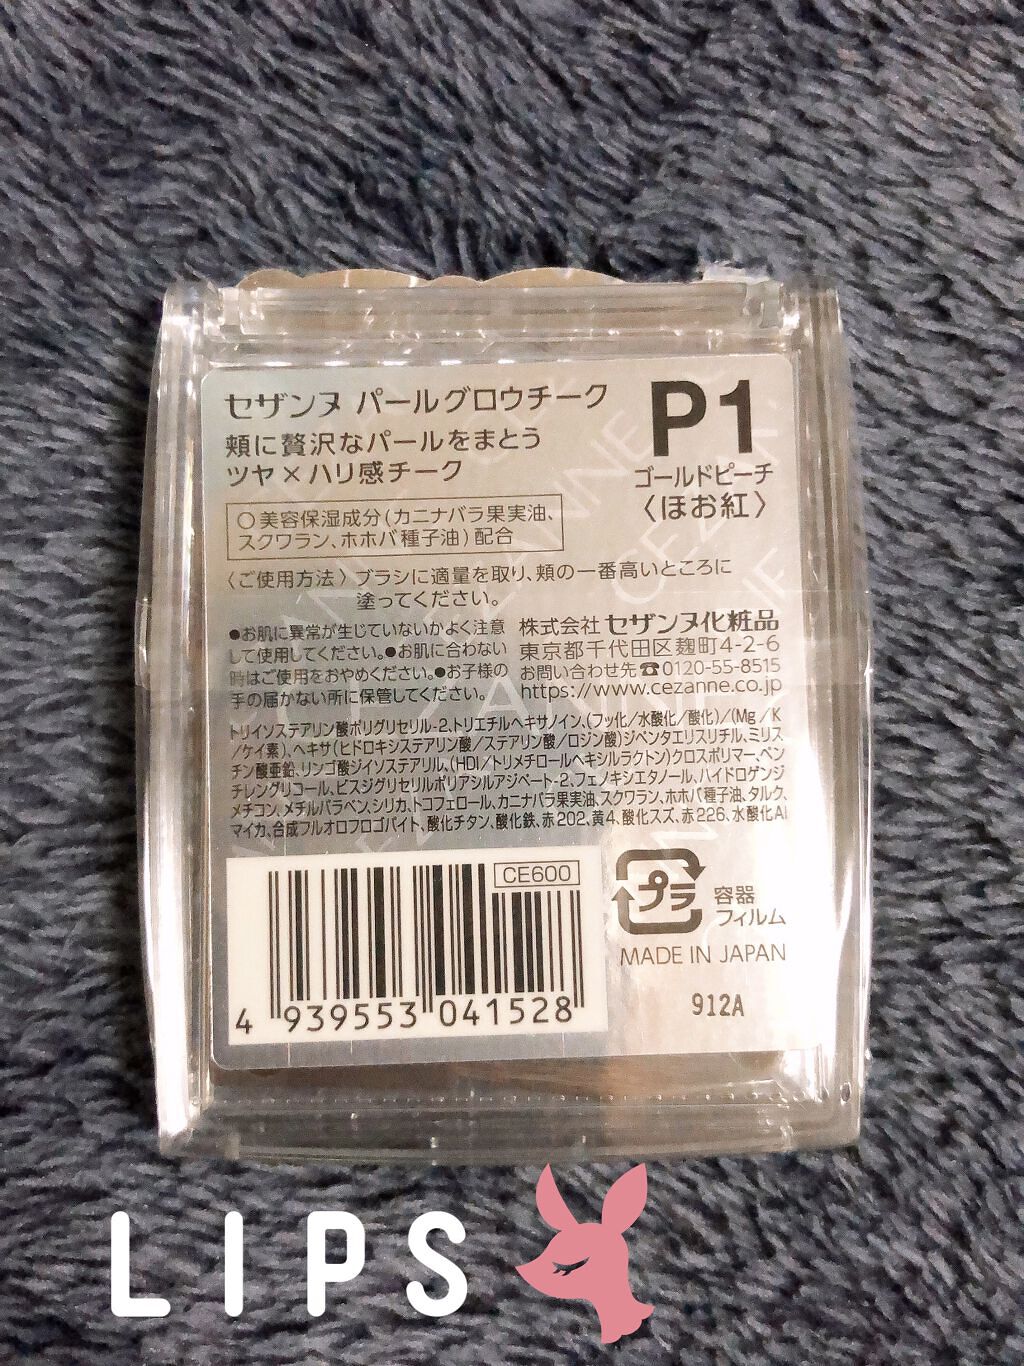 セザンヌ パールグロウチーク
頬に贅沢なパールをまとう
ツヤ×ハリ感チーク
P1
ゴールドピーチ
〈ほお紅〉
○美容保湿成分(カニナバラ果実油、
スクワラン、ホホバ種子油)配合
〈ご使用方法〉ブラシに適量を取り、頬の一番高いところに
塗ってください。
●お肌に異常が生じていないかよく注意
して使用してください。●お肌に合わない
時はご使用をおやめください。●お子様の
手の届かない所に保管してください。
株式会社 セザンヌ化粧品
東京都千代田区麹町4-2-6
お問い合わせ先☎0120-55-8515
https://www.cezanne.co.jp
トリイソステアリン酸ポリグリセリル-2、トリエチルヘキサノイン、(フッ化/水酸化/酸化)/(Mg/K
/ケイ素)、ヘキサ(ヒドロキシステアリン酸/ステアリン酸/ロジン酸)ジペンタエリスリチル、ミリス
チン酸亜鉛、リンゴ酸ジイソステアリル、(HDI/トリメチロールヘキシルラクトン)クロスポリマー、ペン
チレングリコール、ビスジグリセリルポリアシルアジペート-2、フェノキシエタノール、ハイドロゲンジ
メチコン、メチルパラベン、シリカ、トコフェロール、カニナバラ果実油、スクワラン、ホホバ種子油、タルク、
マイカ、合成フルオロフロゴパイト、酸化チタン、酸化鉄、赤202、黄4、酸化スズ、赤226、水酸化Al
CE600
4 939553 041528
プラ
容器
フィルム
MADE IN JAPAN
912A
LIPS